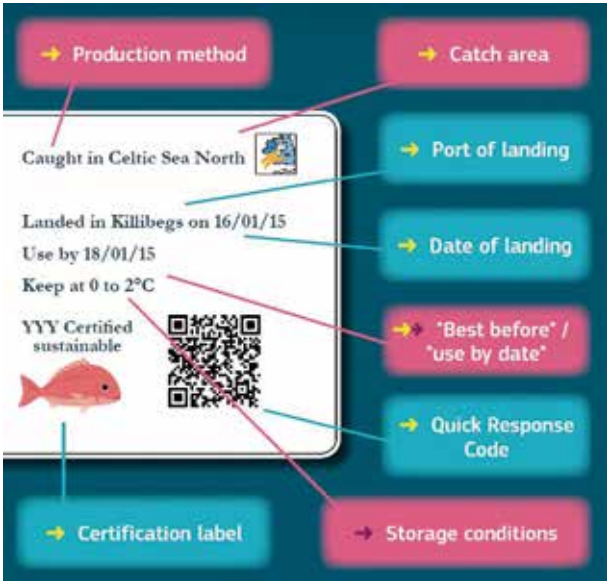 Production method
Catch area
Caught in Celtic Sea North
Port of landing
Landed in Killibegs on 16/01/15
Date of landing
Use by 18/01/15
Keep at 0 to 2°C
"Best before" /
"use by date"
YYY Certified
sustainable
Quick Response
Code
Certification label
Storage conditions